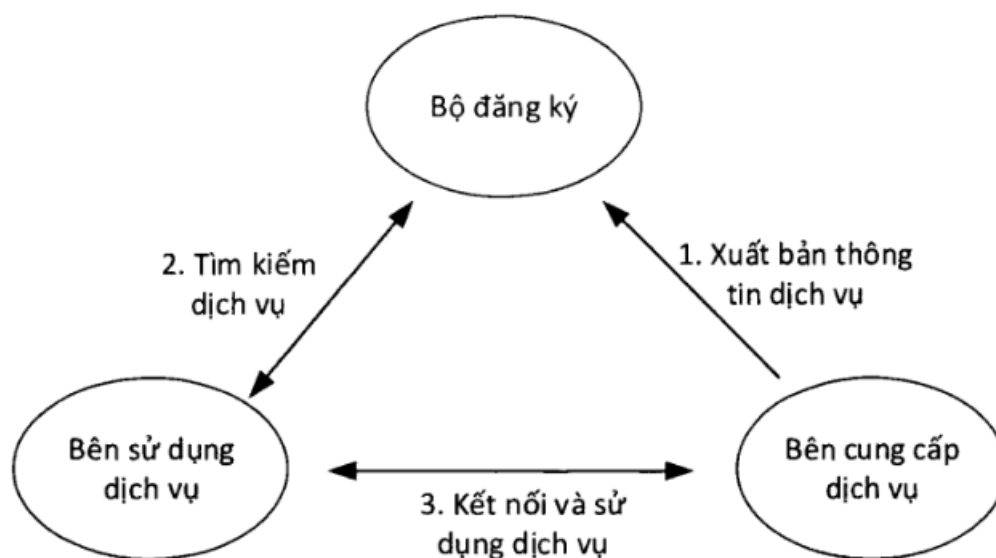 Bộ đăng ký
2. Tìm kiếm
dịch vụ
1. Xuất bản thông
tin dịch vụ
Bên sử dụng
dịch vụ
3. Kết nối và sử
dụng dịch vụ
Bên cung cấp
dịch vụ